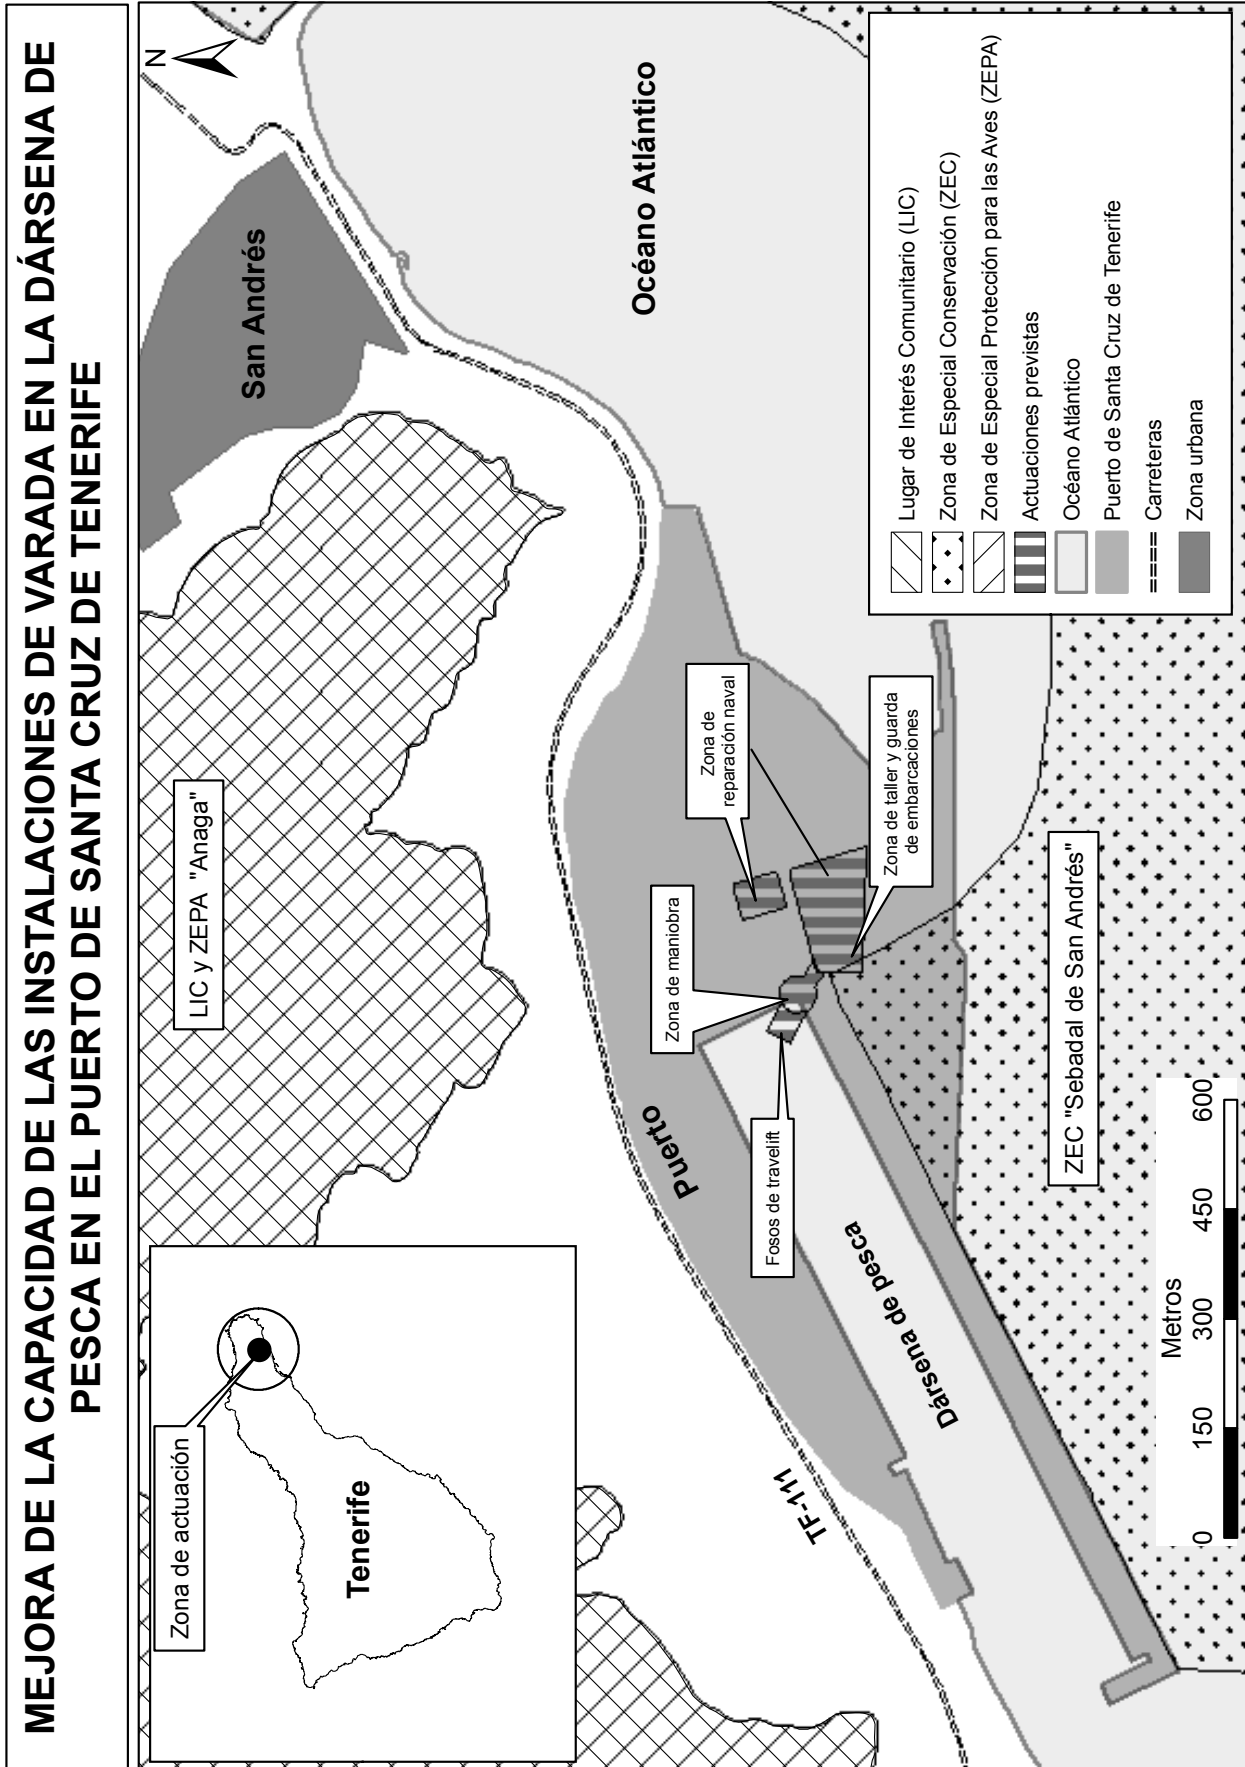 MEJORA DE LA CAPACIDAD DE LAS INSTALACIONES DE VARADA EN LA DÁRSENA DE
PESCA EN EL PUERTO DE SANTA CRUZ DE TENERIFE
N
San Andrés
LIC y ZEPA "Anaga"
Zona de actuación
Tenerife
Océano Atlántico
TF-111
Puerto
Dársena de pesca
Fosos de travelift
Zona de maniobra
Zona de
reparación naval
Zona de taller y guarda
de embarcaciones
ZEC "Sebadal de San Andrés"
Metros
0 150 300 450 600
Lugar de Interés Comunitario (LIC)
Zona de Especial Conservación (ZEC)
Zona de Especial Protección para las Aves (ZEPA)
Actuaciones previstas
Océano Atlántico
Puerto de Santa Cruz de Tenerife
Carreteras
Zona urbana